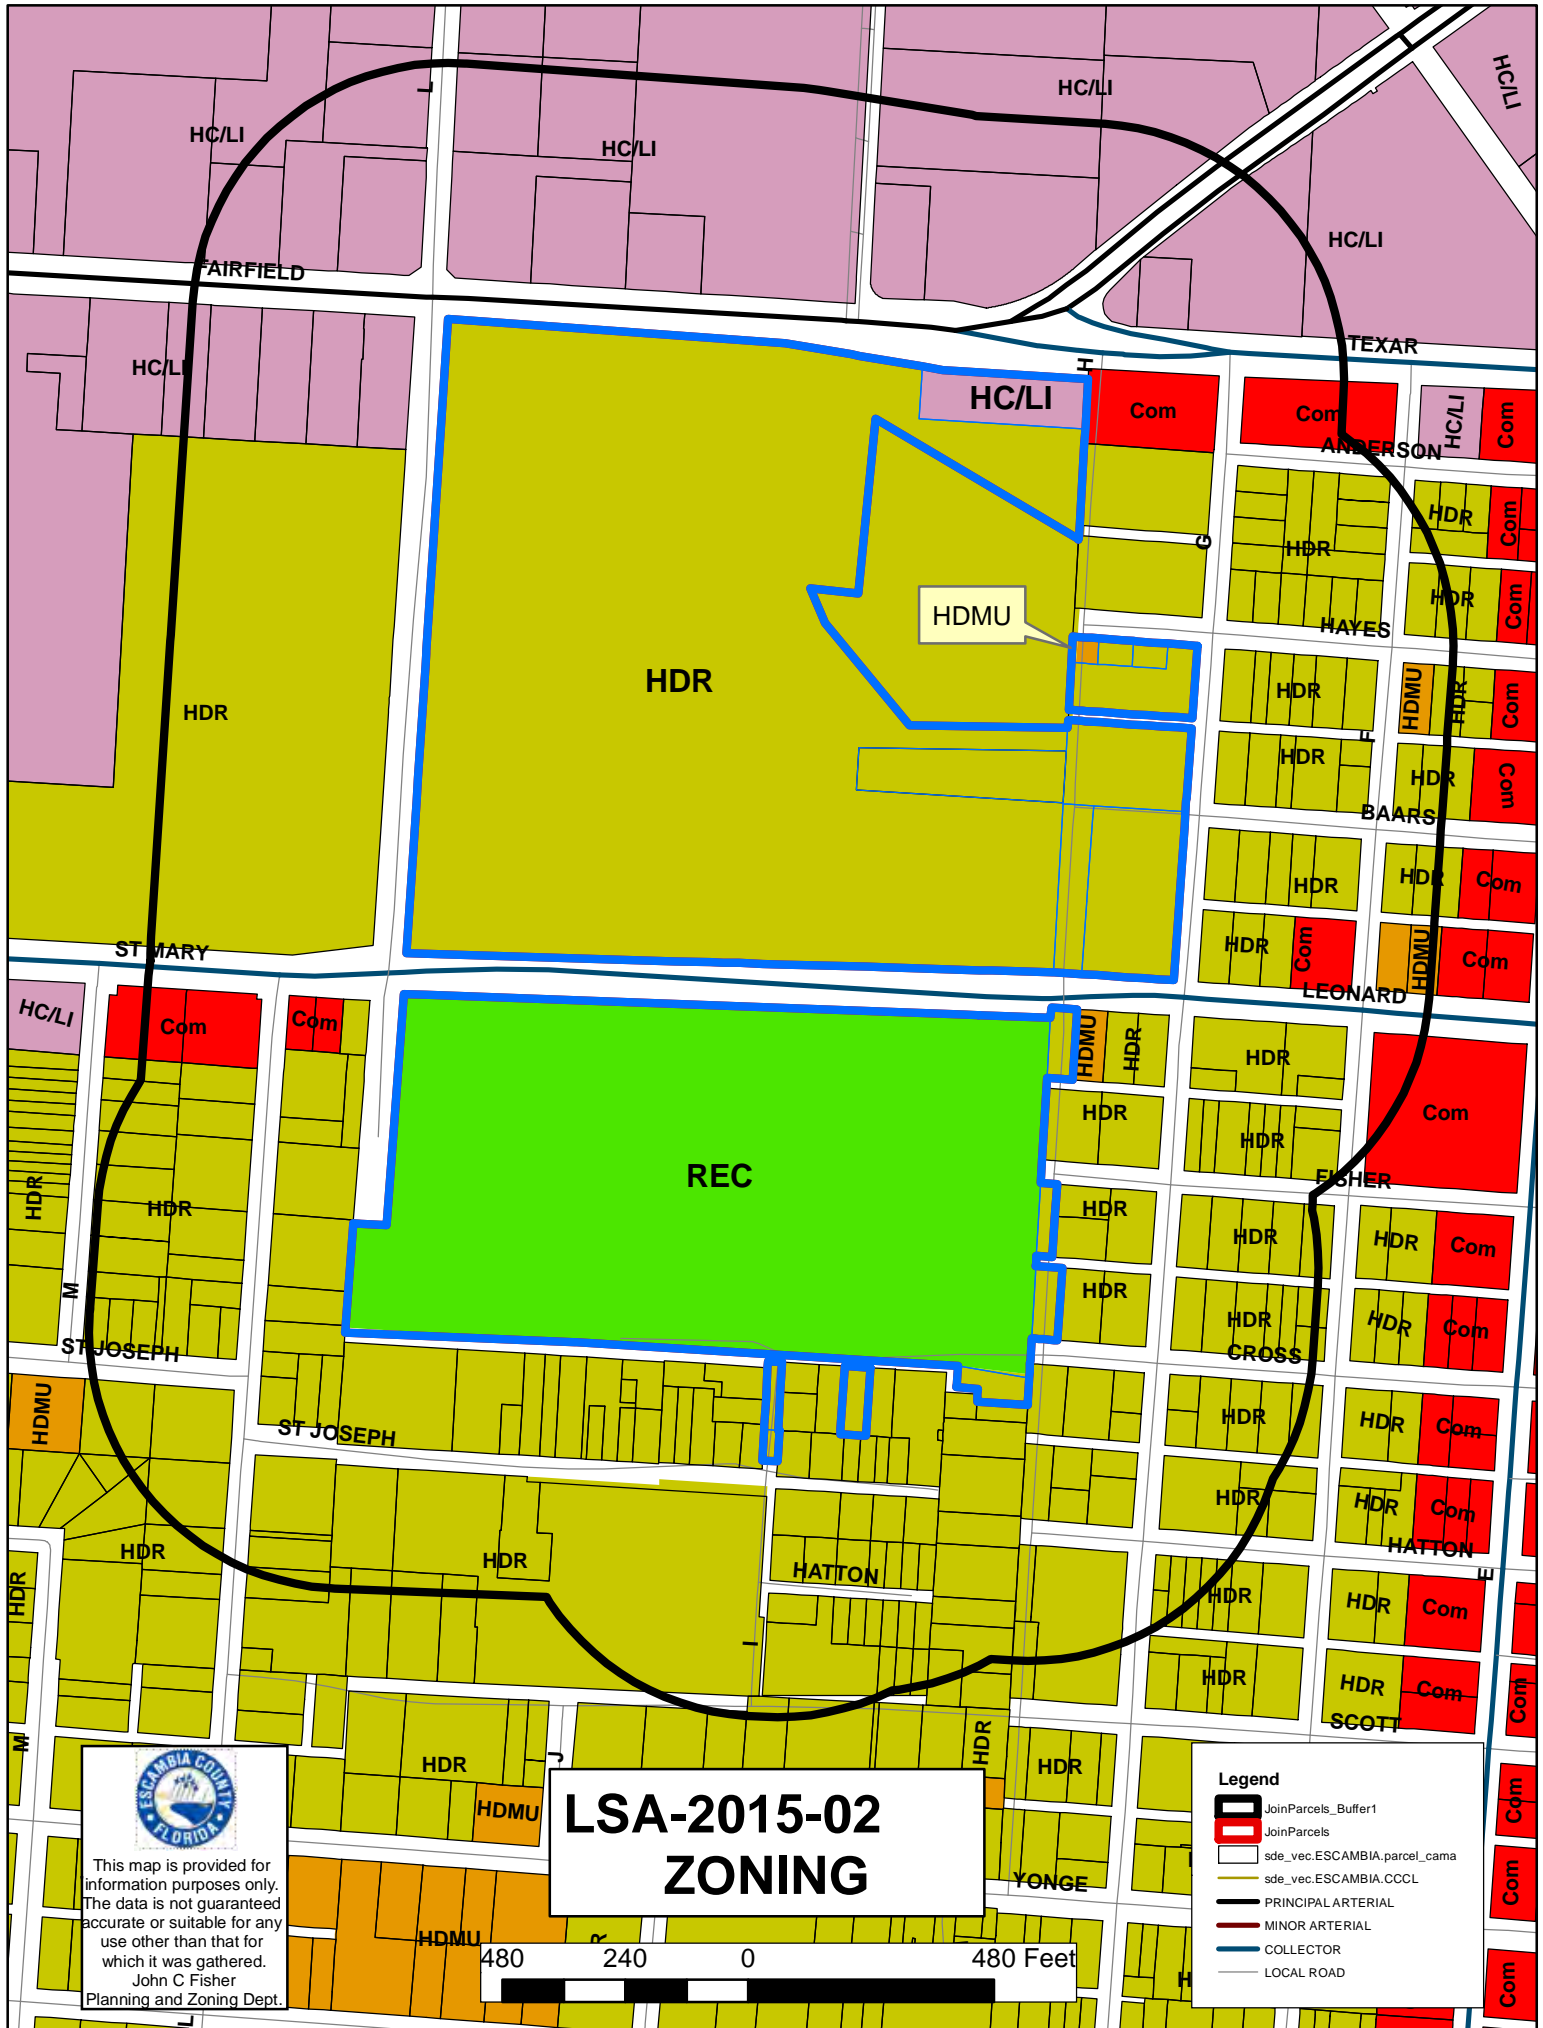 L
HC/LI
HC/LI
HC/LI
HC/LI
HC/LI
FAIRFIELD
TEXAR
HC/LI
H
HC/LI
Com
Com
HC/LI
Com
ANDERSON
HDR
Com
G
HDR
HDR
Com
HDMU
HAYES
HDR
HDR
HDR
HDMU
HDR
Com
F
HDR
HDR
Com
BAARS
HDR
HDR
Com
ST MARY
HDR
Com
HDMU
Com
LEONARD
HC/LI
Com
Com
HDMU
HDR
HDR
Com
HDR
HDR
REC
FISHER
HDR
HDR
HDR
HDR
HDR
Com
M
HDR
HDR
HDR
Com
ST JOSEPH
CROSS
HDMU
ST JOSEPH
HDR
HDR
Com
HDR
HDR
Com
HATTON
HDR
HDR
HATTON
E
HDR
HDR
HDR
Com
I
HDR
HDR
Com
Com
SCOTT
M
HDR
J
HDR
HDR
HDMU
Com
YONGE
Com
HDMU
R
H
Com
L
ESCAMBIA COUNTY
FLORIDA
This map is provided for
information purposes only.
The data is not guaranteed
accurate or suitable for any
use other than that for
which it was gathered.
John C Fisher
Planning and Zoning Dept.
LSA-2015-02
ZONING
480 240 0 480 Feet
Legend
JoinParcels_Buffer1
JoinParcels
sde_vec.ESCAMBIA.parcel_cama
sde_vec.ESCAMBIA.CCCL
PRINCIPAL ARTERIAL
MINOR ARTERIAL
COLLECTOR
LOCAL ROAD